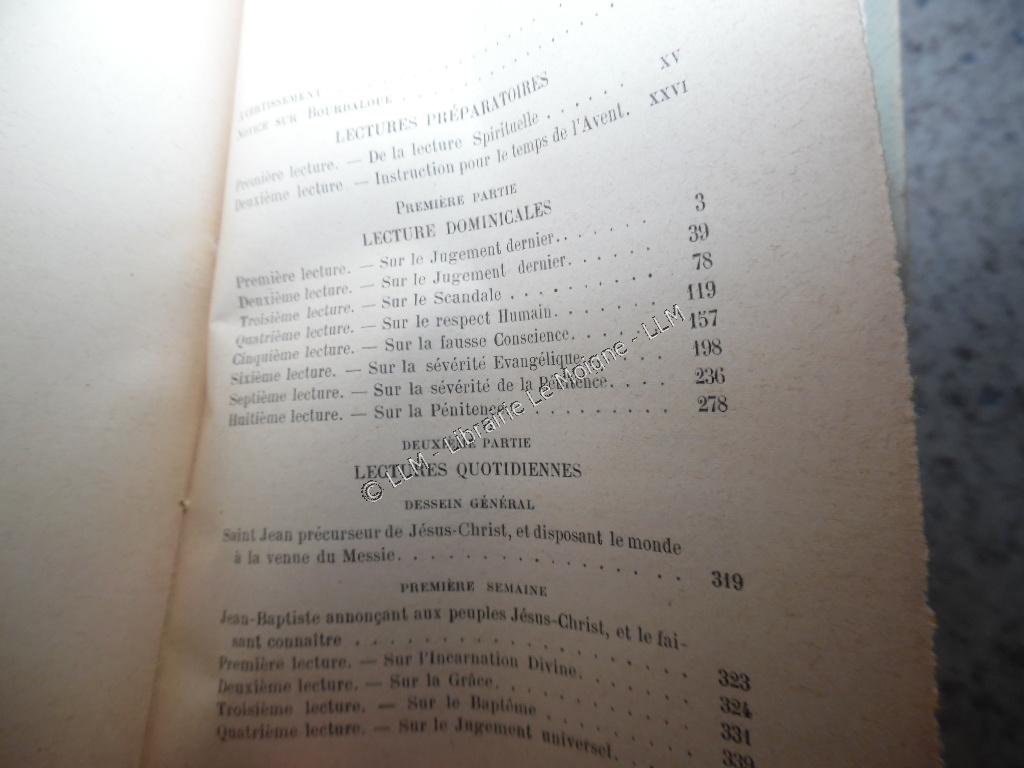 AVERTISSEMENT . . . . . .
NOTICE SUR BOURDALOUE . . . . . .
LECTURES PRÉPARATOIRES
Première lecture. — De la lecture Spirituelle . . . . . XV
Deuxième lecture — Instruction pour le temps de l'Avent. XXVI
PREMIÈRE PARTIE
LECTURE DOMINICALES
Première lecture. — Sur le Jugement dernier. . . . . . 3
Deuxième lecture. — Sur le Jugement dernier. . . . . . 39
Troisième lecture. — Sur le Scandale . . . . . . . . 78
Quatrième lecture. — Sur le respect Humain. . . . . . 119
Cinquième lecture. — Sur la fausse Conscience. . . . . 157
Sixième lecture. — Sur la sévérité Evangélique. . . . . 198
Septième lecture. — Sur la sévérité de la Pénitence. . . . 236
Huitième lecture. — Sur la Pénitence. . . . . . . . . 278
DEUXIÈME PARTIE
LECTURES QUOTIDIENNES
DESSEIN GÉNÉRAL
Saint Jean précurseur de Jésus-Christ, et disposant le monde
à la venue du Messie. . . . . . . . . . . . 319
PREMIÈRE SEMAINE
Jean-Baptiste annonçant aux peuples Jésus-Christ, et le fai-
sant connaître . . . . . . . . . . . . . 323
Première lecture. — Sur l'Incarnation Divine. . . . . . 324
Deuxième lecture. — Sur la Grâce. . . . . . . . . 331
Troisième lecture. — Sur le Baptême . . . . . . . 339
Quatrième lecture. — Sur le Jugement universel. . . .
© LLM - Librairie Le Moigne - LLM